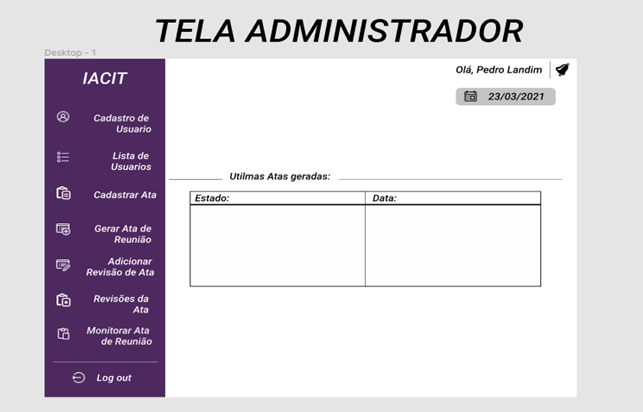 TELA ADMINISTRADOR
Desktop - 1
IACIT
Olá, Pedro Landim
23/03/2021
Cadastro de
Usuario
Lista de
Usuarios
Cadastrar Ata
Gerar Ata de
Reunião
Adicionar
Revisão de Ata
Revisões da
Ata
Monitorar Ata
de Reunião
Log out
Utilmas Atas geradas:
Estado:
Data: